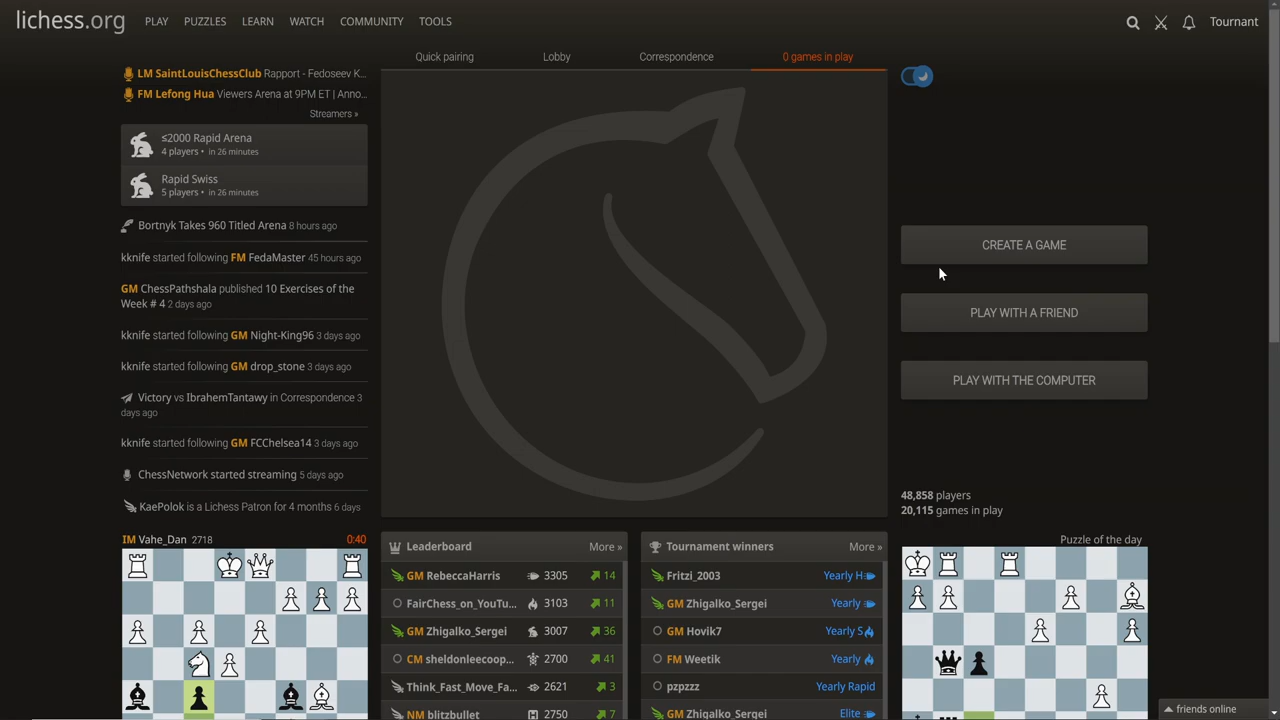 lichess.org
PLAY PUZZLES LEARN WATCH COMMUNITY TOOLS
Tournant
Quick pairing Lobby Correspondence 0 games in play
LM SaintLouisChessClub Rapport - Fedoseev K...
FM Lefong Hua Viewers Arena at 9PM ET | Anno...
Streamers »
≤2000 Rapid Arena
4 players • in 26 minutes
Rapid Swiss
5 players • in 26 minutes
Bortnyk Takes 960 Titled Arena 8 hours ago
kknife started following FM FedaMaster 45 hours ago
GM ChessPathshala published 10 Exercises of the
Week # 4 2 days ago
kknife started following GM Night-King96 3 days ago
kknife started following GM drop_stone 3 days ago
Victory vs IbrahemTantawy in Correspondence 3
days ago
kknife started following GM FCChelsea14 3 days ago
ChessNetwork started streaming 5 days ago
KaePolok is a Lichess Patron for 4 months 6 days
IM Vahe_Dan 2718 0:40
CREATE A GAME
PLAY WITH A FRIEND
PLAY WITH THE COMPUTER
48,858 players
20,115 games in play
Leaderboard More »
GM RebeccaHarris 3305 14
FairChess_on_YouTu... 3103 11
GM Zhigalko_Sergei 3007 36
CM sheldonleecoop... 2700 41
Think_Fast_Move_Fa... 2621 3
NM blitzbullet 2750 7
Tournament winners More »
Fritzi_2003 Yearly H
GM Zhigalko_Sergei Yearly
GM Hovik7 Yearly S
FM Weetik Yearly
pzpzzz Yearly Rapid
GM Zhigalko_Sergei Elite
Puzzle of the day
friends online